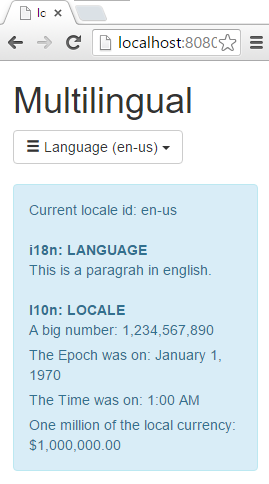 lc
localhost:8080
Multilingual
Language (en-us)
Current locale id: en-us
i18n: LANGUAGE
This is a paragrah in english.
l10n: LOCALE
A big number: 1,234,567,890
The Epoch was on: January 1,
1970
The Time was on: 1:00 AM
One million of the local currency:
$1,000,000.00